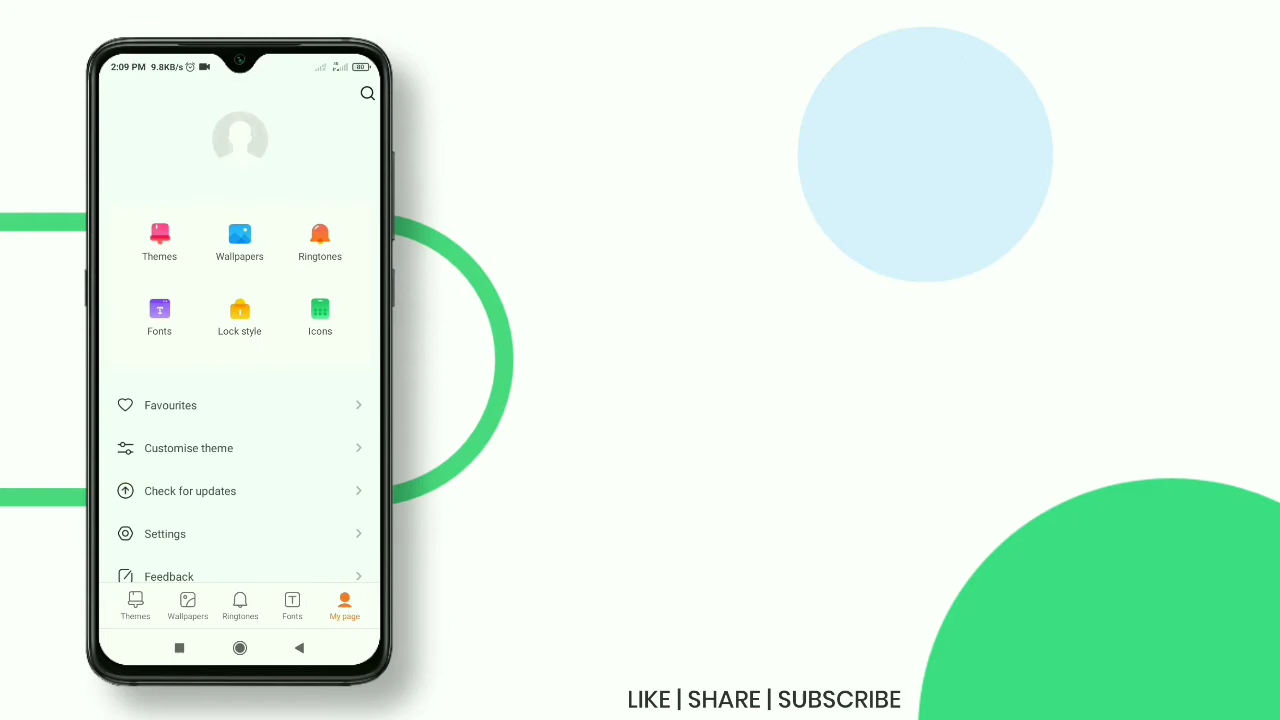 2:09 PM 9.8KB/s 80
Themes Wallpapers Ringtones
Fonts Lock style Icons
Favourites
Customise theme
Check for updates
Settings
Feedback
Themes Wallpapers Ringtones Fonts My page
LIKE | SHARE | SUBSCRIBE